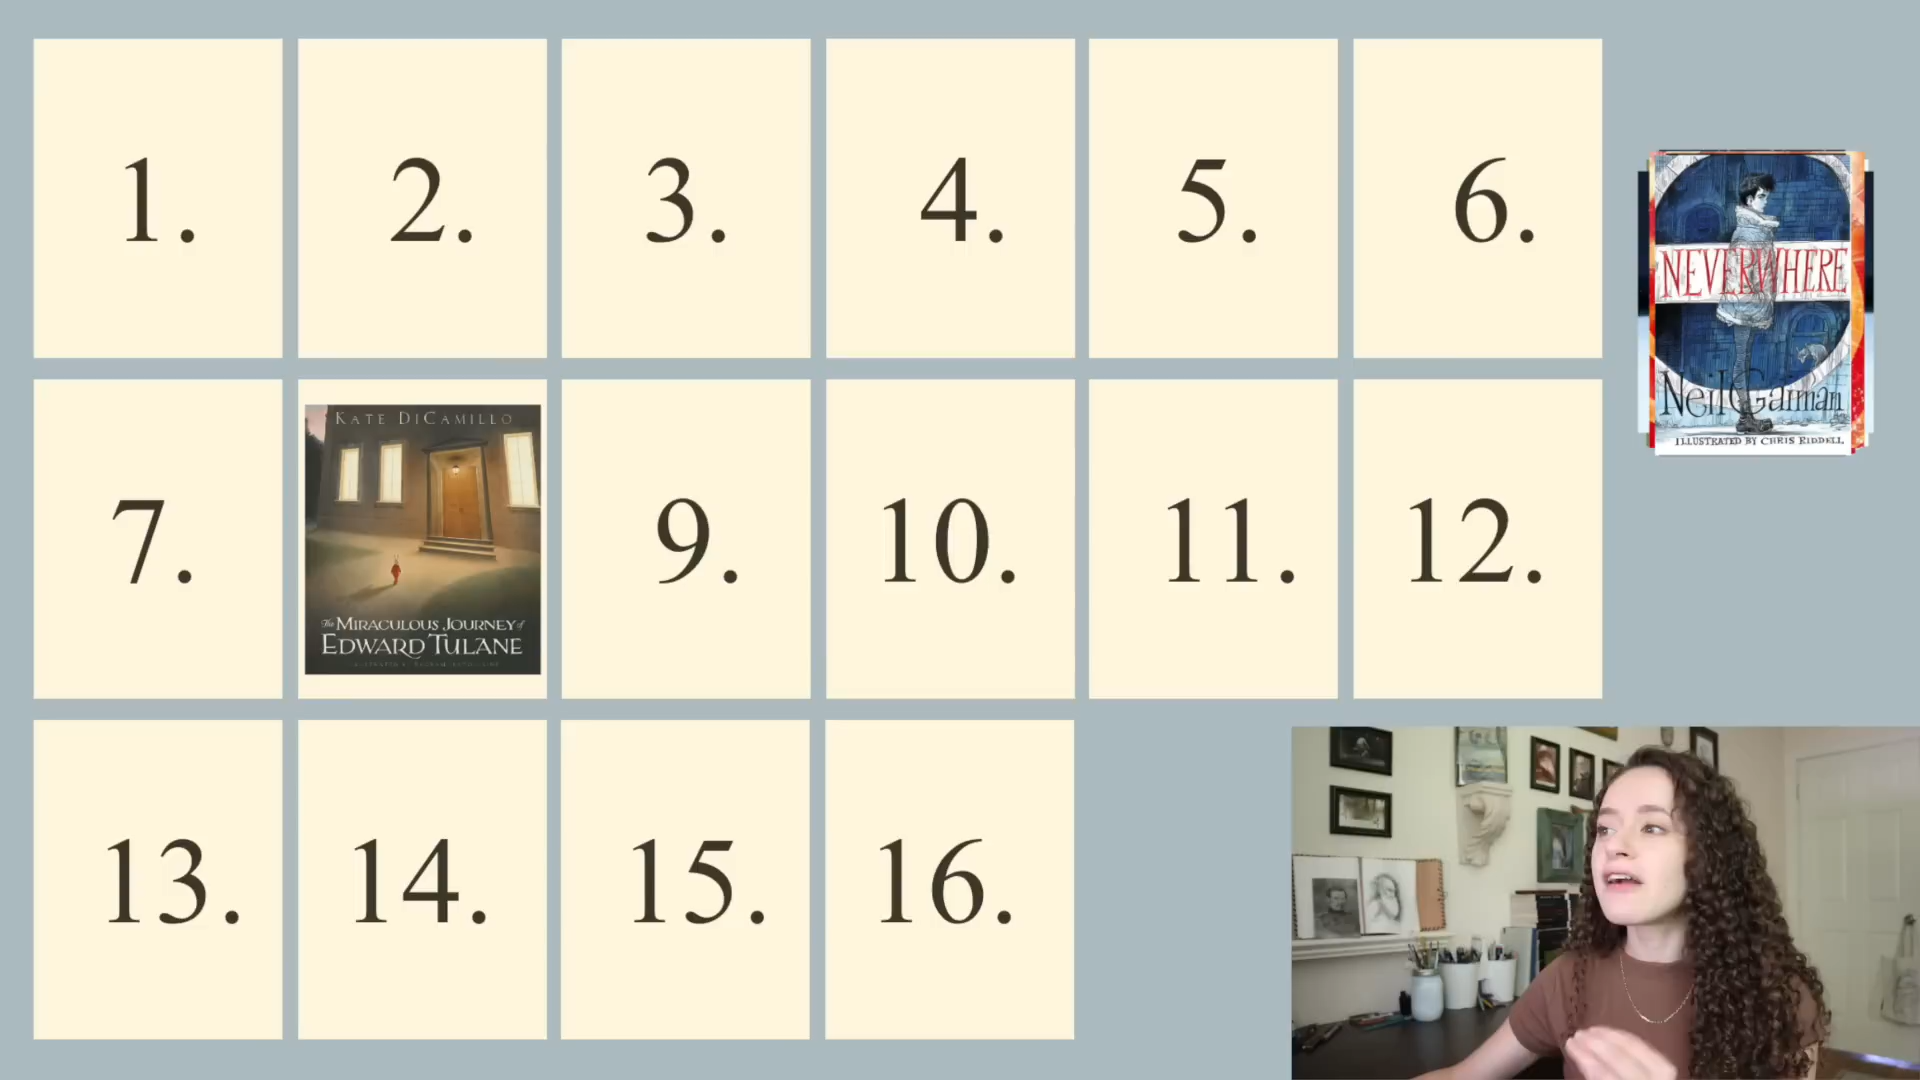 1.
2.
3.
4.
5.
6.
NEVERWHERE
Neil Gaiman
ILLUSTRATED BY CHRIS RIDDELL
7.
KATE DICAMILLO
The MIRACULOUS JOURNEY of
EDWARD TULANE
9.
10.
11.
12.
13.
14.
15.
16.